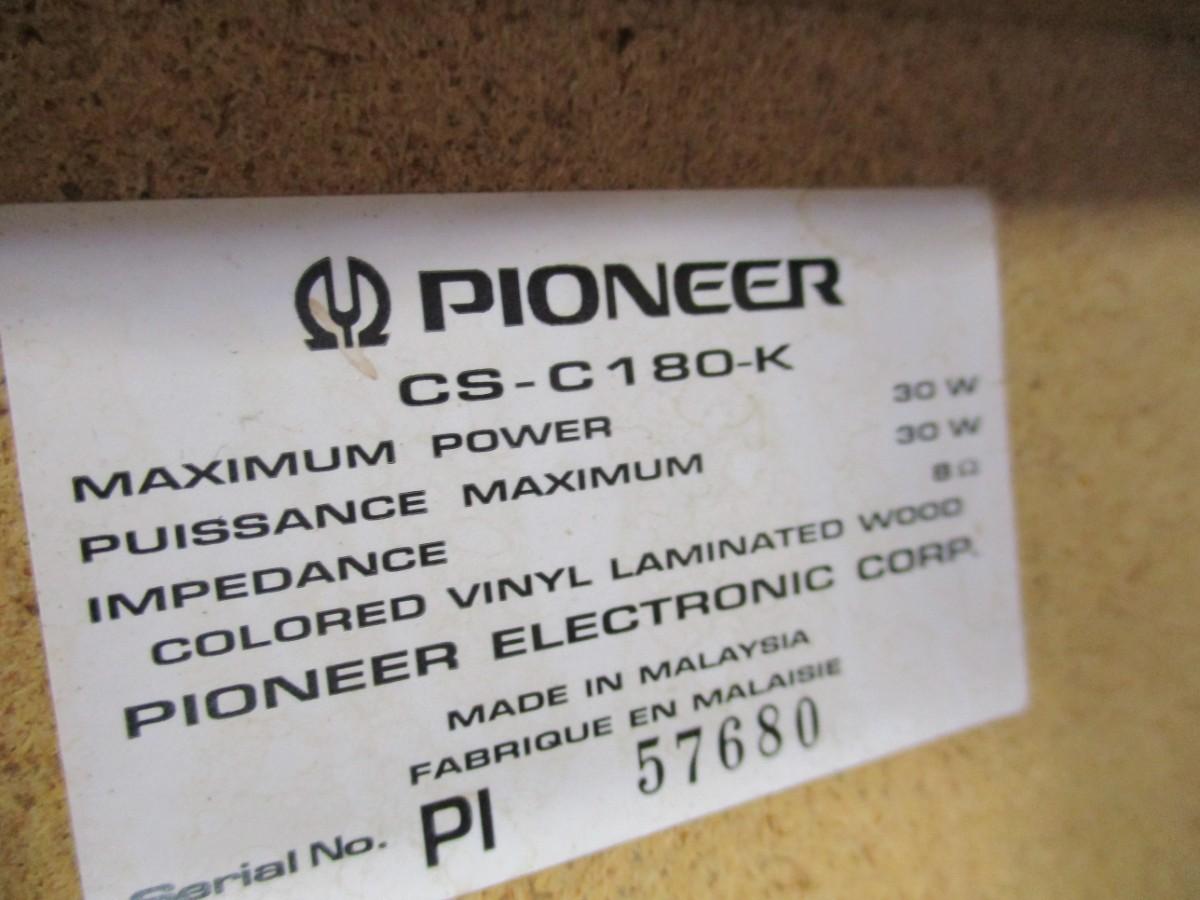 PIONEER
CS-C180-K
MAXIMUM POWER 30 W
PUISSANCE MAXIMUM 30 W
IMPEDANCE 8 Ω
COLORED VINYL LAMINATED WOOD
PIONEER ELECTRONIC CORP.
MADE IN MALAYSIA
FABRIQUE EN MALAISIE
Serial No. PI 57680